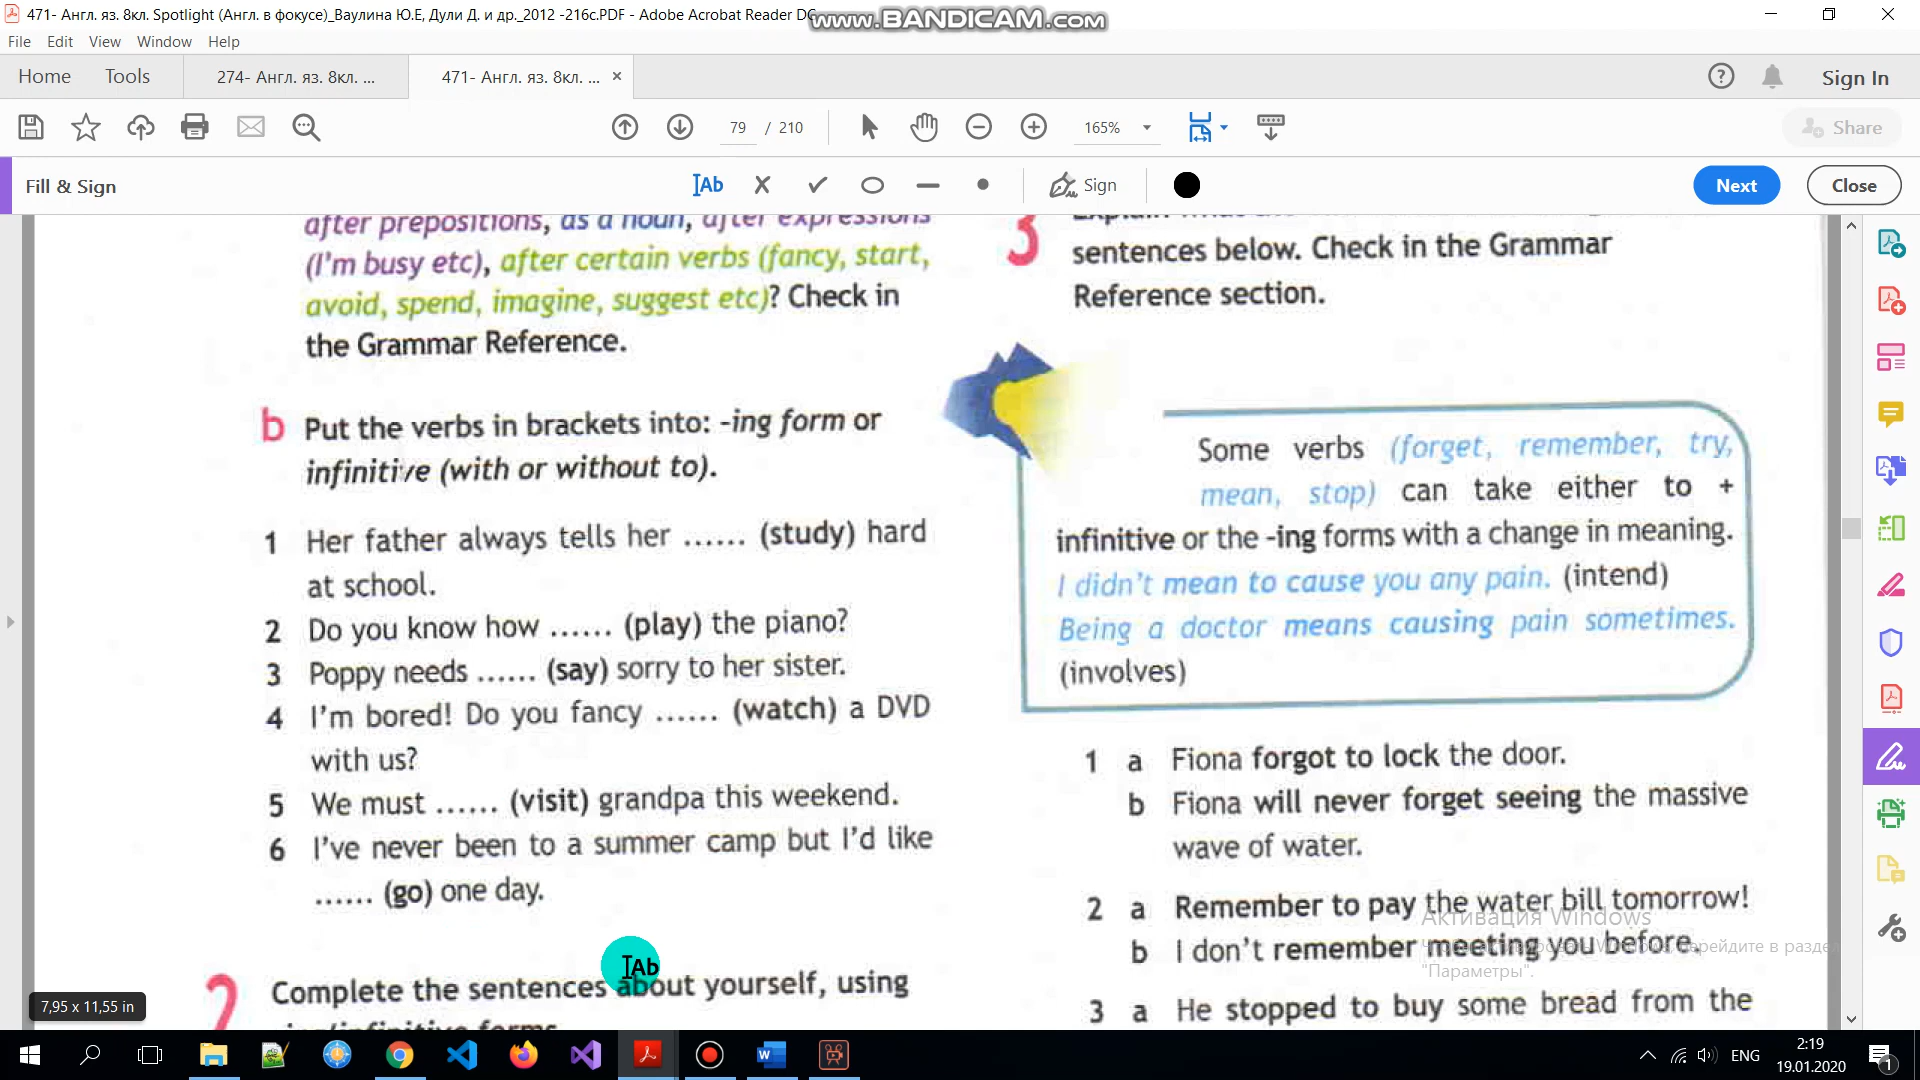 471- Англ. яз. 8кл. Spotlight (Англ. в фокусе)_Ваулина Ю.Е, Дули Д. и др._2012 -216с.PDF - Adobe Acrobat Reader DC
www.BANDICAM.com
File Edit View Window Help
Home Tools 274- Англ. яз. 8кл. ... 471- Англ. яз. 8кл. ... × Sign In
79 / 210 165% Share
Fill & Sign IAb Sign Next Close
after prepositions, as a noun, after expressions
(I'm busy etc), after certain verbs (fancy, start,
avoid, spend, imagine, suggest etc)? Check in
the Grammar Reference.
b Put the verbs in brackets into: -ing form or
infinitive (with or without to).
1 Her father always tells her ...... (study) hard
at school.
2 Do you know how ...... (play) the piano?
3 Poppy needs ...... (say) sorry to her sister.
4 I'm bored! Do you fancy ...... (watch) a DVD
with us?
5 We must ...... (visit) grandpa this weekend.
6 I've never been to a summer camp but I'd like
...... (go) one day.
IAb
2 Complete the sentences about yourself, using
-ing/infinitive forms
3
sentences below. Check in the Grammar
Reference section.
Some verbs (forget, remember, try,
mean, stop) can take either to +
infinitive or the -ing forms with a change in meaning.
I didn't mean to cause you any pain. (intend)
Being a doctor means causing pain sometimes.
(involves)
1 a Fiona forgot to lock the door.
b Fiona will never forget seeing the massive
wave of water.
2 a Remember to pay the water bill tomorrow!
b I don't remember meeting you before.
3 a He stopped to buy some bread from the
Активация Windows
Windows, перейдите в раздел
"Параметры".
7,95 x 11,55 in
ENG
2:19
19.01.2020
1